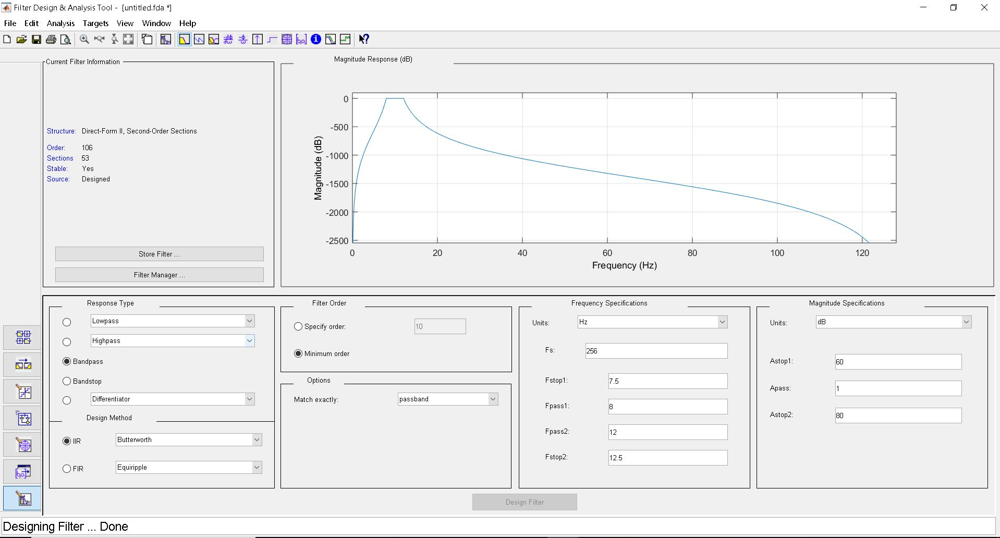 Filter Design & Analysis Tool - [untitled.fda *]
File Edit Analysis Targets View Window Help
Current Filter Information
Structure: Direct-Form II, Second-Order Sections
Order: 106
Sections 53
Stable: Yes
Source: Designed
Store Filter ...
Filter Manager ...
Magnitude Response (dB)
0
-500
-1000
-1500
-2000
-2500
Magnitude (dB)
0 20 40 60 80 100 120
Frequency (Hz)
Response Type
Lowpass
Highpass
Bandpass
Bandstop
Differentiator
Design Method
IIR Butterworth
FIR Equiripple
Filter Order
Specify order: 10
Minimum order
Options
Match exactly: passband
Frequency Specifications
Units: Hz
Fs: 256
Fstop1: 7.5
Fpass1: 8
Fpass2: 12
Fstop2: 12.5
Magnitude Specifications
Units: dB
Astop1: 60
Apass: 1
Astop2: 80
Design Filter
Designing Filter ... Done